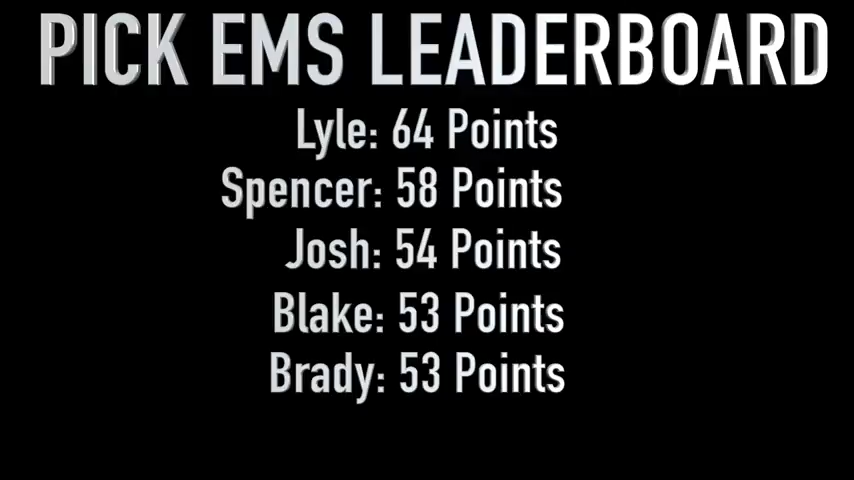 PICK EMS LEADERBOARD
Lyle: 64 Points
Spencer: 58 Points
Josh: 54 Points
Blake: 53 Points
Brady: 53 Points